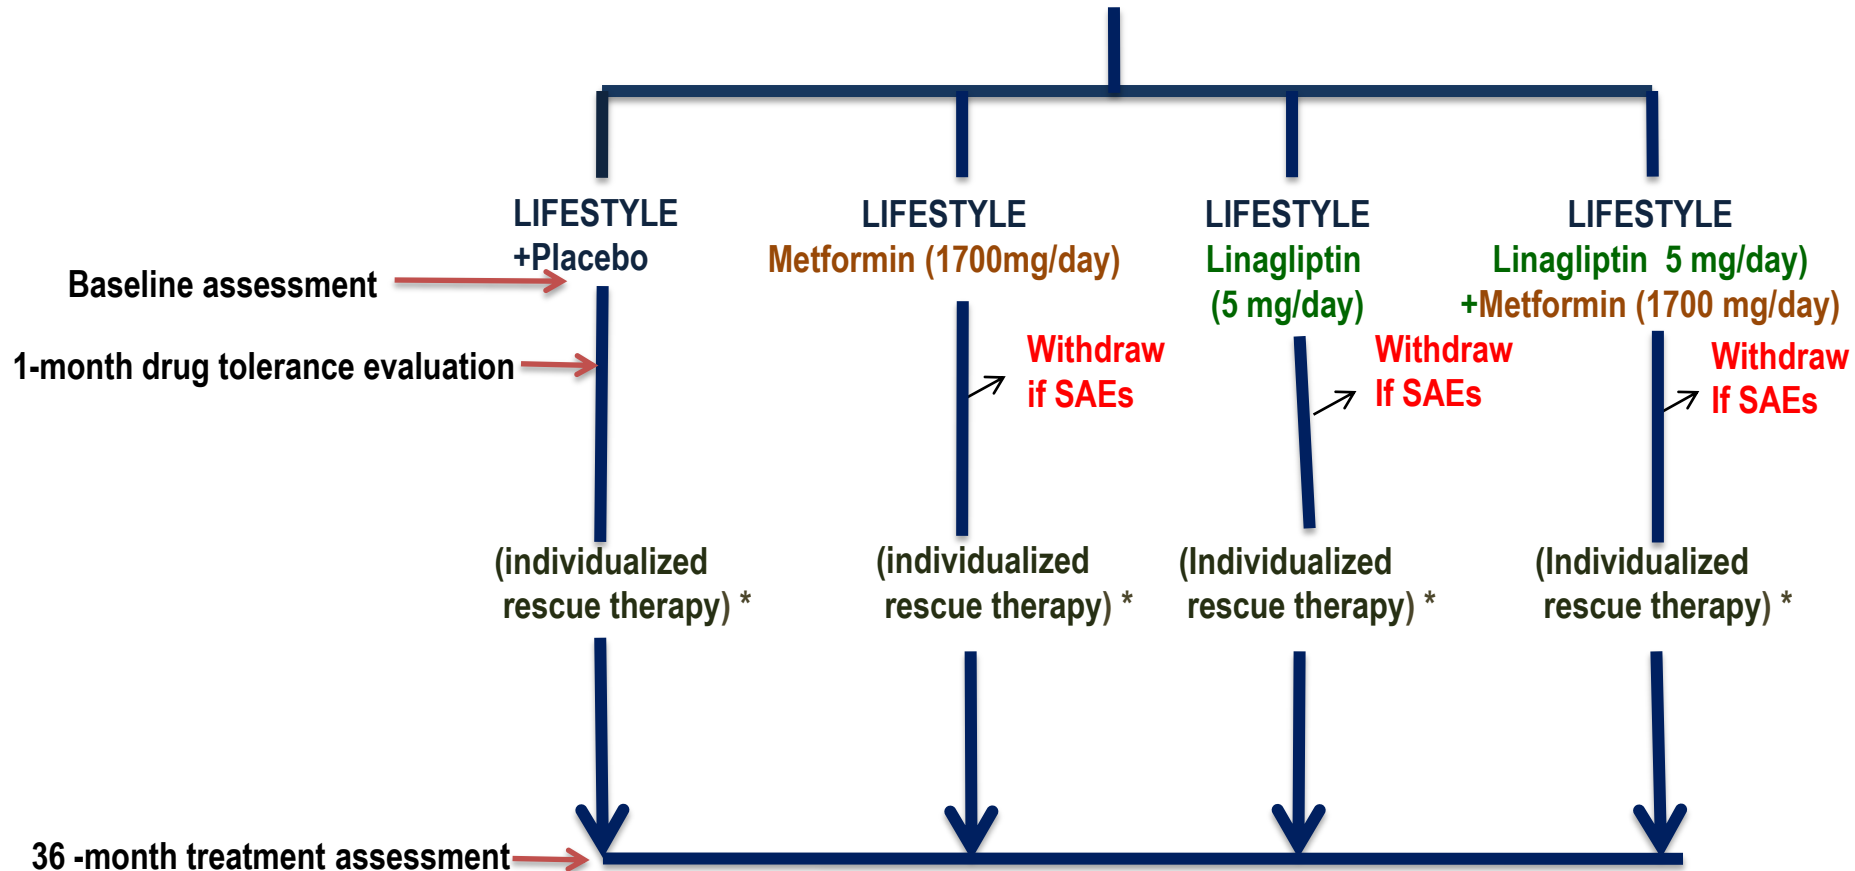 LIFESTYLE
+Placebo
LIFESTYLE
Metformin (1700mg/day)
LIFESTYLE
Linagliptin
(5 mg/day)
LIFESTYLE
Linagliptin  5 mg/day)
+Metformin (1700 mg/day)
Baseline assessment
1-month drug tolerance evaluation
Withdraw
if SAEs
Withdraw
If SAEs
Withdraw
If SAEs
(individualized
rescue therapy) *
(individualized
rescue therapy) *
(Individualized
rescue therapy) *
(Individualized
rescue therapy) *
36 -month treatment assessment